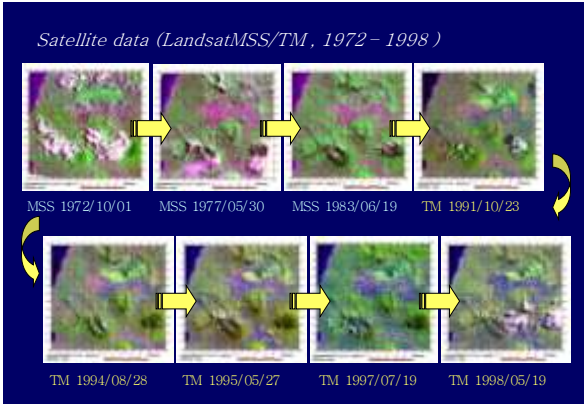 Satellite data (LandsatMSS/TM , 1972－1998 )
MSS 1972/10/01
MSS 1977/05/30
MSS 1983/06/19
TM 1991/10/23
TM 1994/08/28
TM 1995/05/27
TM 1997/07/19
TM 1998/05/19